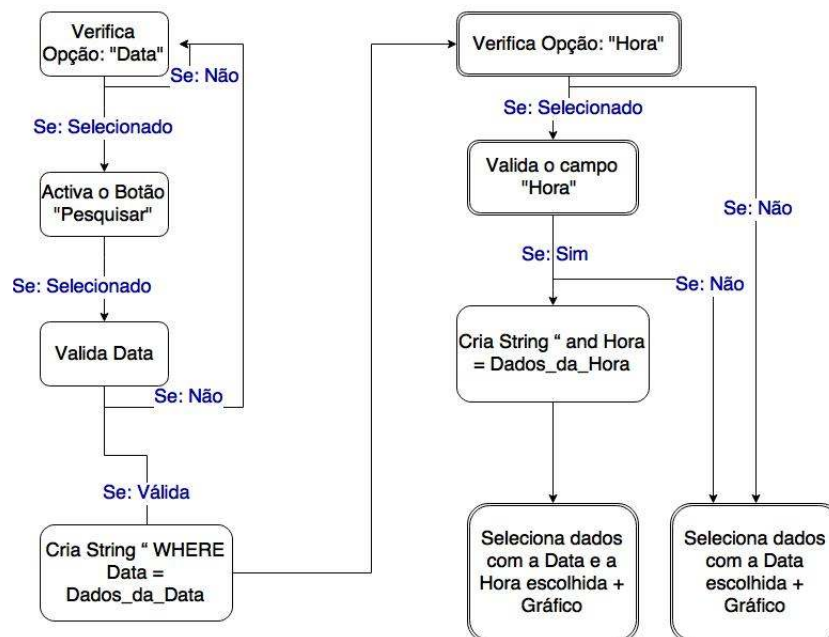 Verifica
Opção: "Data"
Se: Não
Se: Selecionado
Activa o Botão
"Pesquisar"
Se: Selecionado
Valida Data
Se: Não
Se: Válida
Cria String “ WHERE
Data =
Dados_da_Data
Verifica Opção: "Hora"
Se: Selecionado
Valida o campo
"Hora"
Se: Não
Se: Sim
Se: Não
Cria String “ and Hora
= Dados_da_Hora
Seleciona dados
com a Data e a
Hora escolhida +
Gráfico
Seleciona dados
com a Data
escolhida +
Gráfico